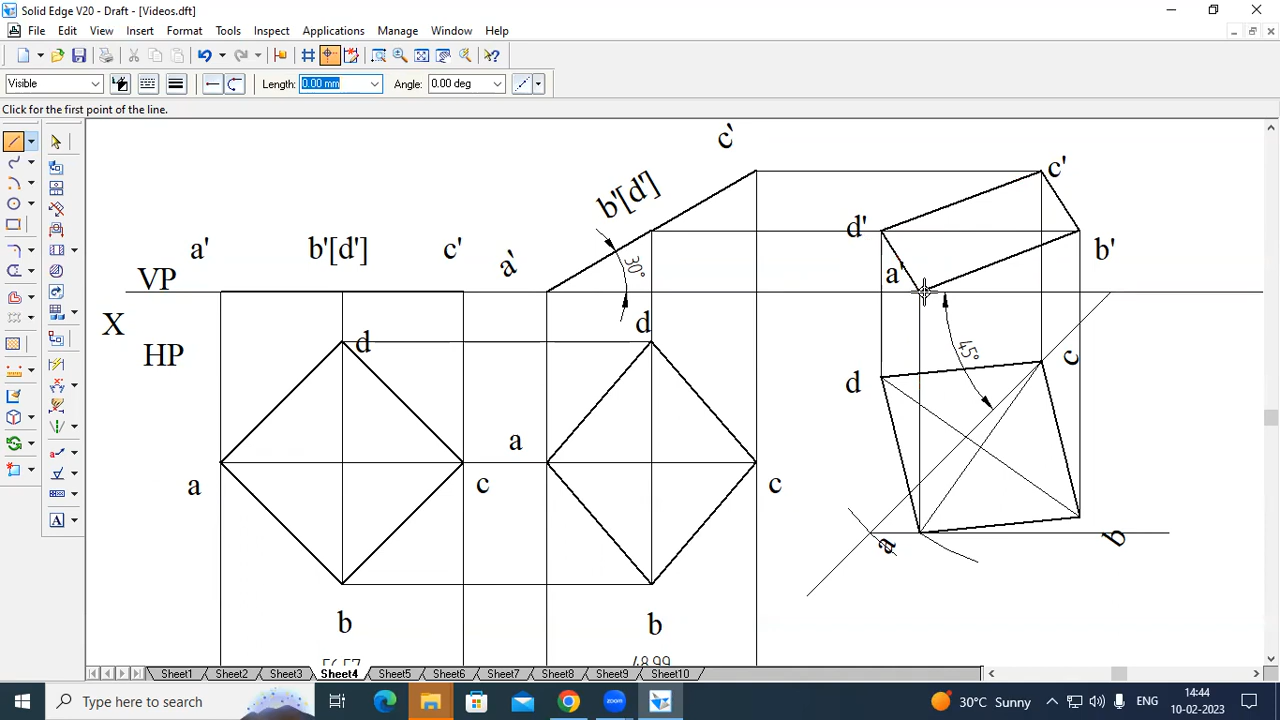 Solid Edge V20 - Draft - [Videos.dft]
File Edit View Insert Format Tools Inspect Applications Manage Window Help
Visible Length: 0.00 mm Angle: 0.00 deg
Click for the first point of the line.
c'
c'
b'[d']
d'
a' b'[d'] c' a' b'
30° a'
VP
X d
HP d 45° c
d
a
a c c
a b
b b
Sheet1 Sheet2 Sheet3 Sheet4 Sheet5 Sheet6 Sheet7 Sheet8 Sheet9 Sheet10
Type here to search 30°C Sunny ENG 14:44
10-02-2023